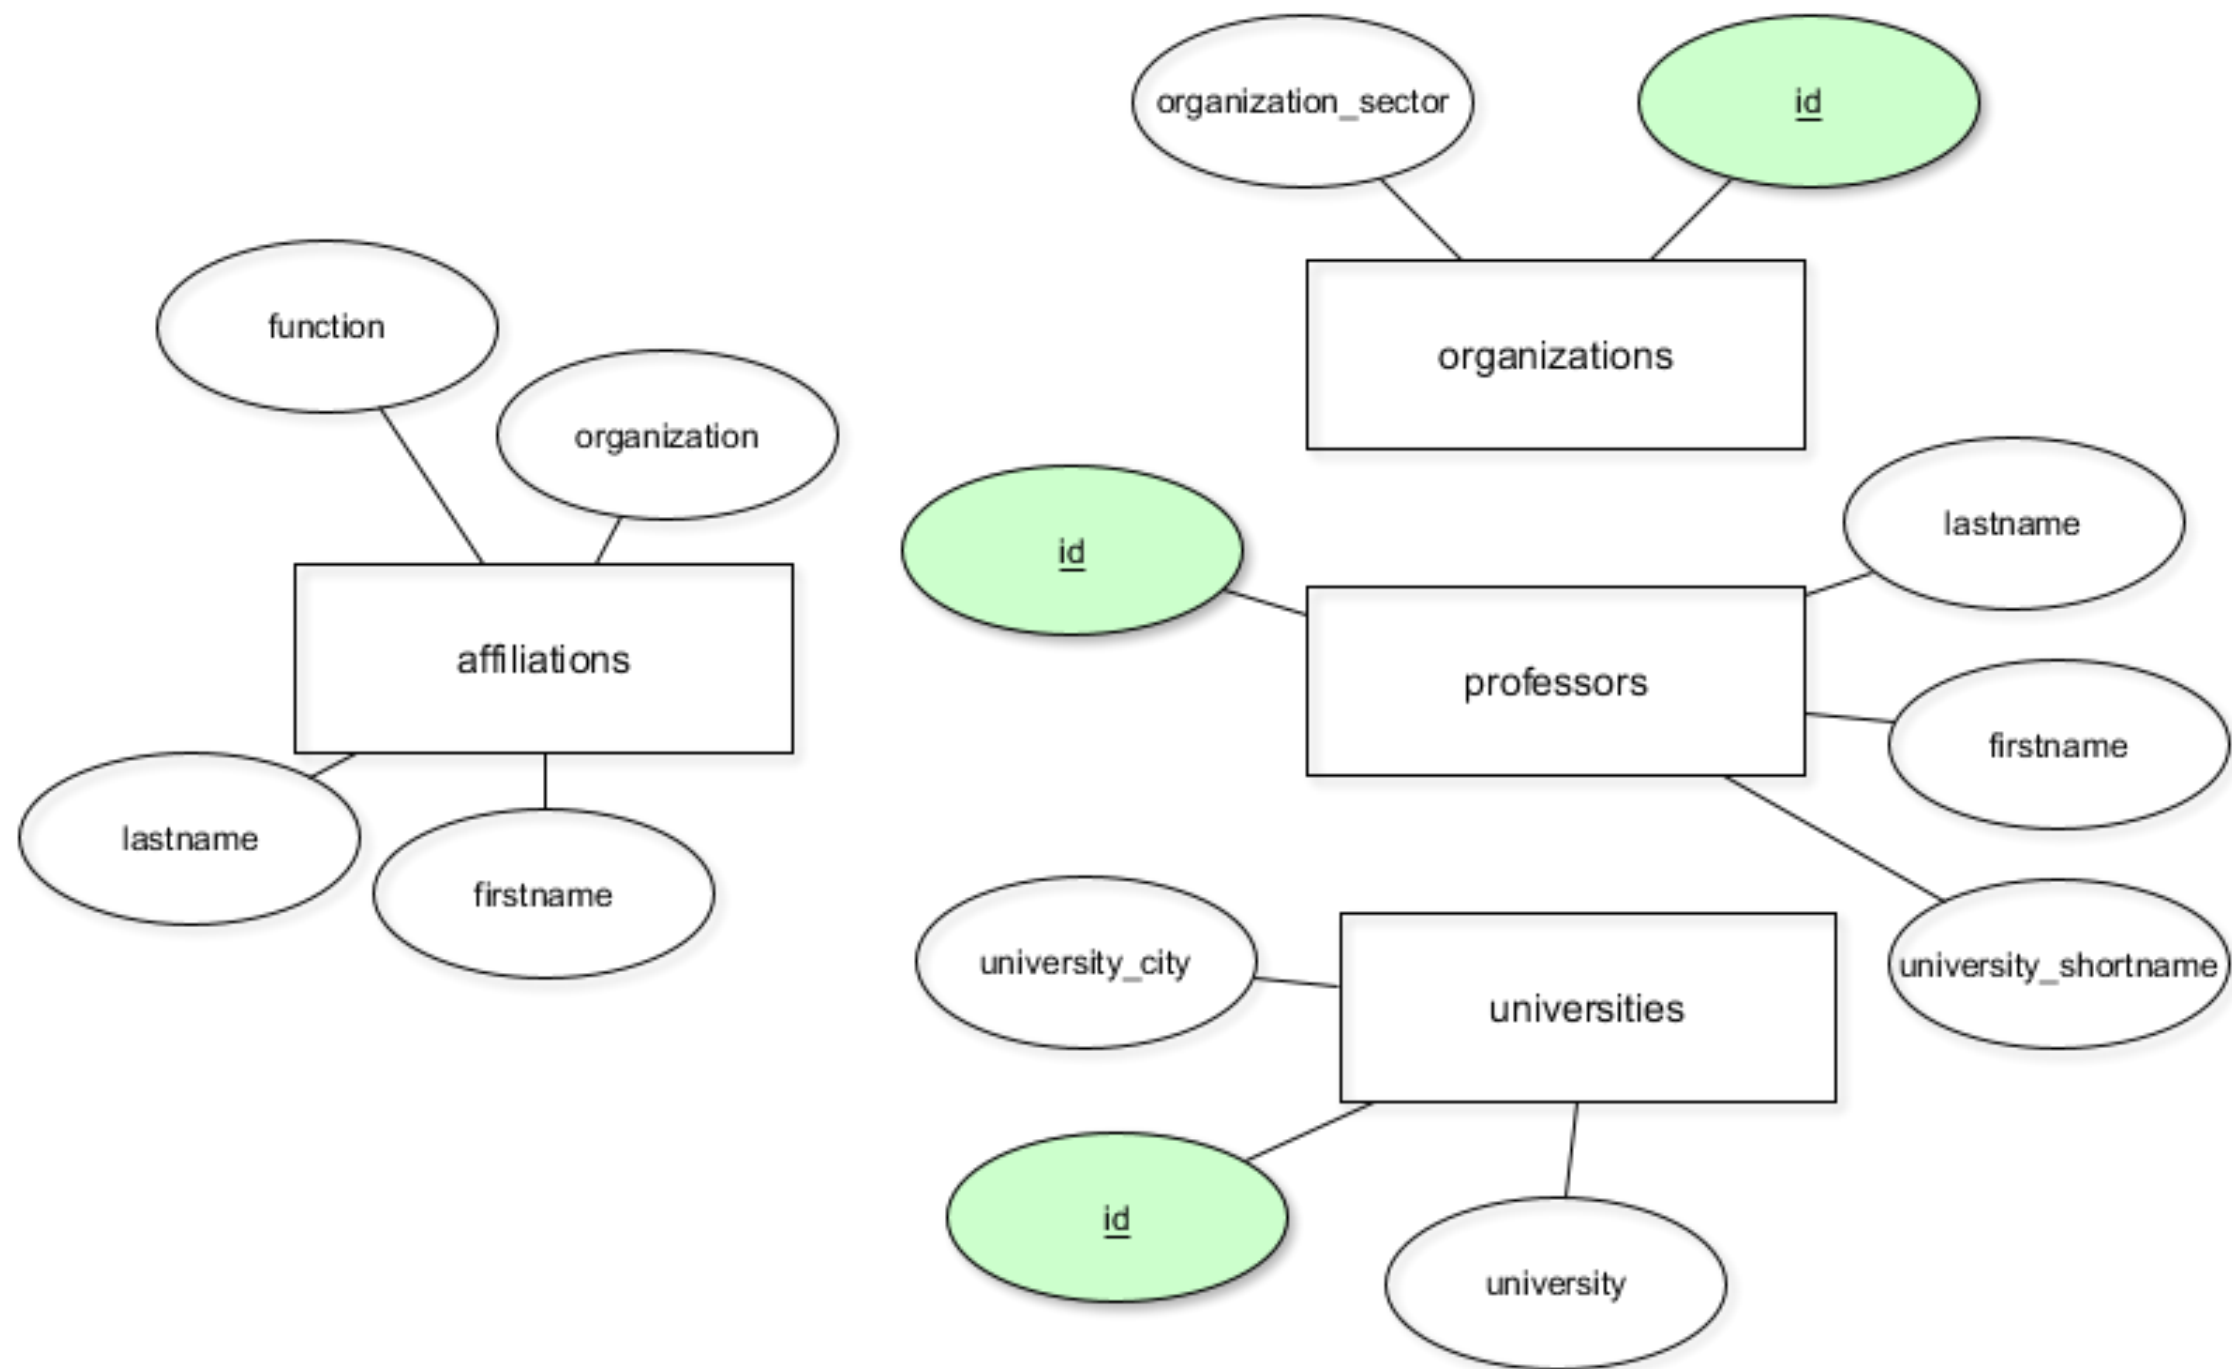 organization_sector
id
function
organization
organizations
id
lastname
affiliations
professors
firstname
lastname
firstname
university_city
universities
university_shortname
id
university